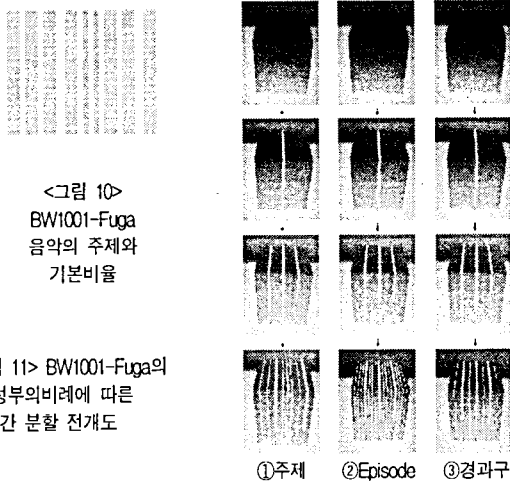 <그림 10>
BW1001-Fuga
음악의 주제와
기본비율
11> BW1001-Fuga의
성부의비례에 따른
간 분할 전개도
①주제 ②Episode ③경과구